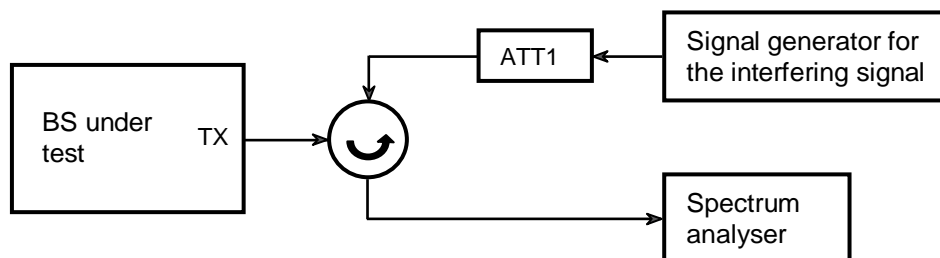 BS under
test
TX
ATT1
Signal generator for
the interfering signal
Spectrum
analyser